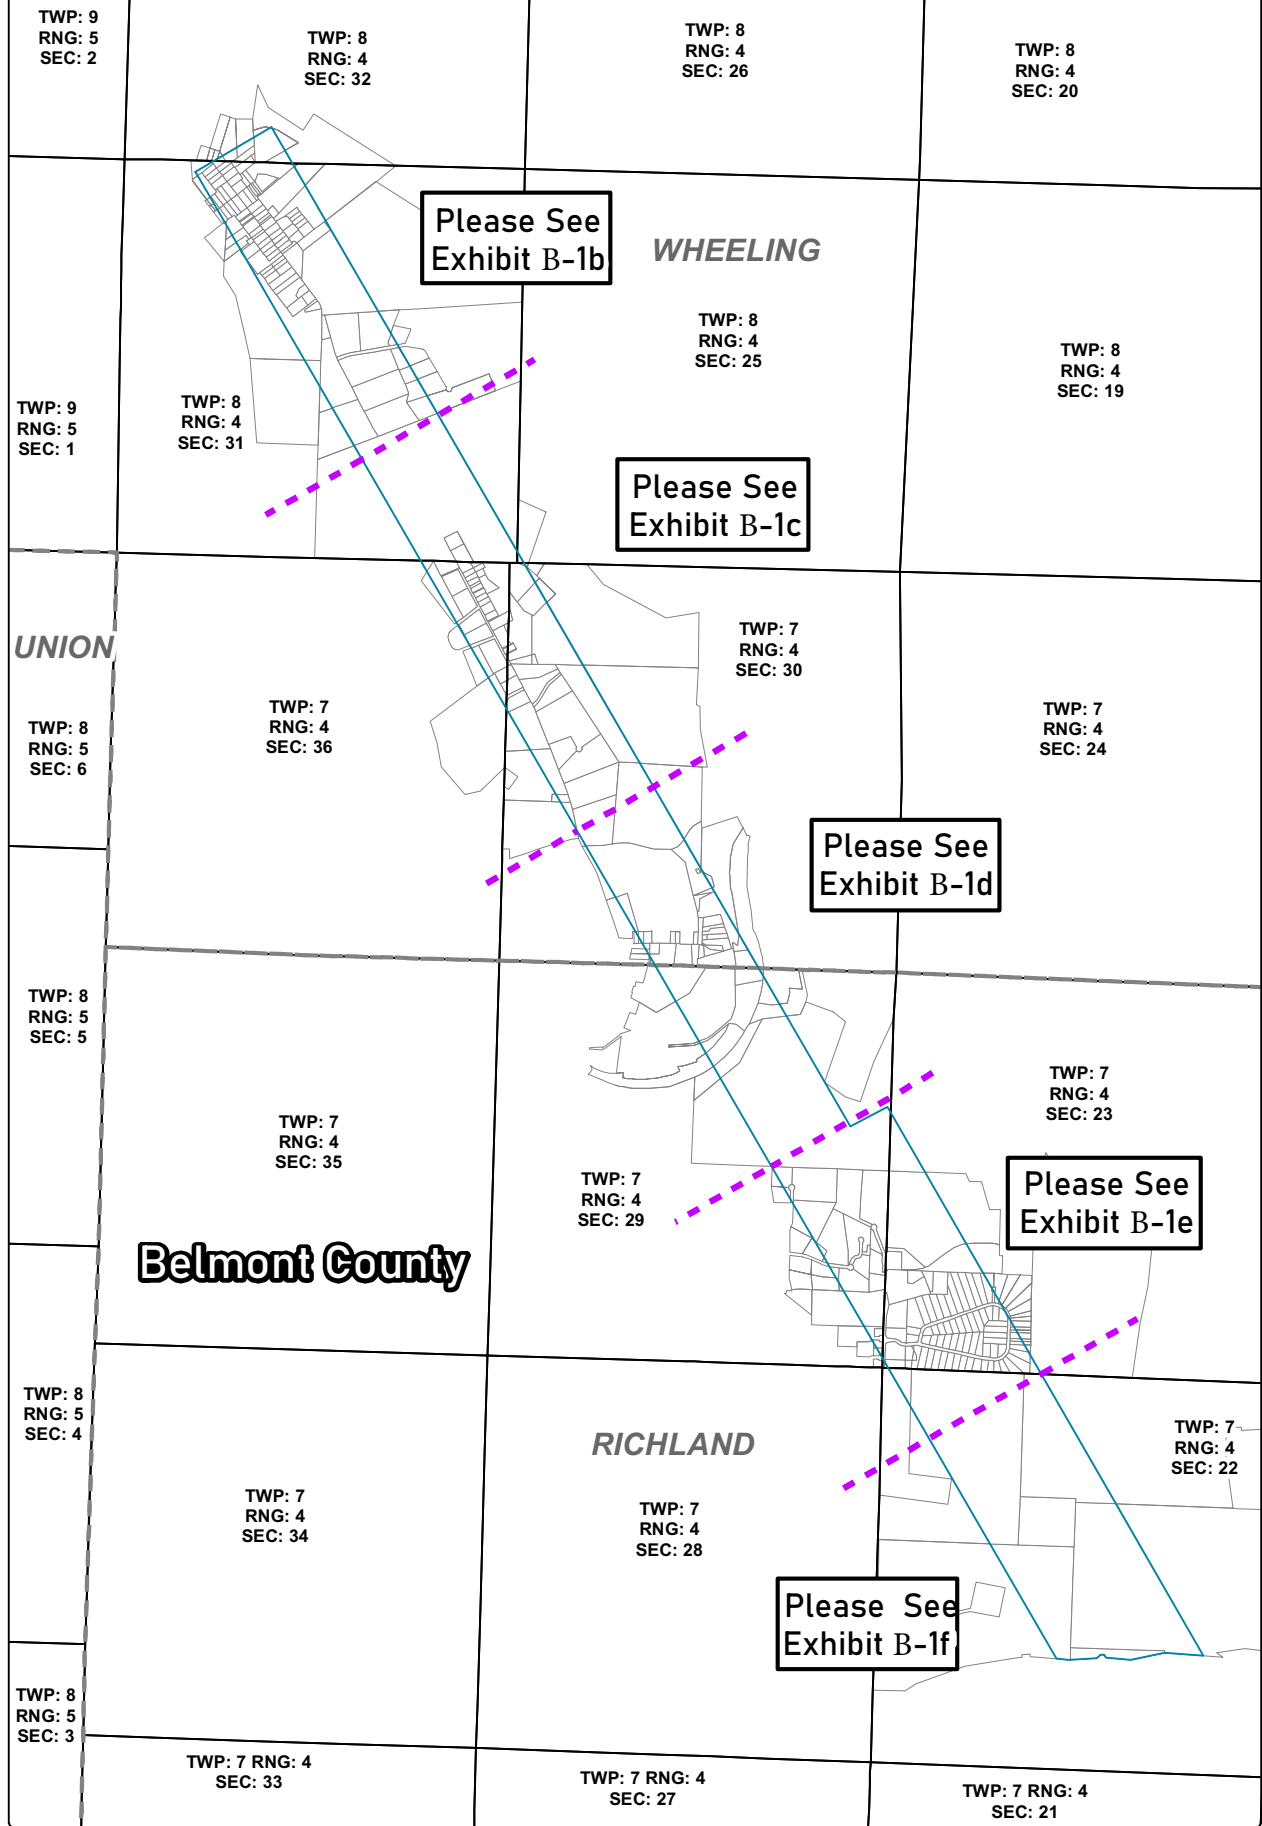 TWP: 9
RNG: 5
SEC: 2
TWP: 8
RNG: 4
SEC: 32
TWP: 8
RNG: 4
SEC: 26
TWP: 8
RNG: 4
SEC: 20
Please See
Exhibit B-1b
WHEELING
TWP: 8
RNG: 4
SEC: 25
TWP: 8
RNG: 4
SEC: 19
TWP: 9
RNG: 5
SEC: 1
TWP: 8
RNG: 4
SEC: 31
Please See
Exhibit B-1c
UNION
TWP: 7
RNG: 4
SEC: 30
TWP: 8
RNG: 5
SEC: 6
TWP: 7
RNG: 4
SEC: 36
TWP: 7
RNG: 4
SEC: 24
Please See
Exhibit B-1d
TWP: 8
RNG: 5
SEC: 5
TWP: 7
RNG: 4
SEC: 23
TWP: 7
RNG: 4
SEC: 35
TWP: 7
RNG: 4
SEC: 29
Please See
Exhibit B-1e
Belmont County
TWP: 8
RNG: 5
SEC: 4
RICHLAND
TWP: 7
RNG: 4
SEC: 22
TWP: 7
RNG: 4
SEC: 34
TWP: 7
RNG: 4
SEC: 28
Please See
Exhibit B-1f
TWP: 8
RNG: 5
SEC: 3
TWP: 7 RNG: 4
SEC: 33
TWP: 7 RNG: 4
SEC: 27
TWP: 7 RNG: 4
SEC: 21